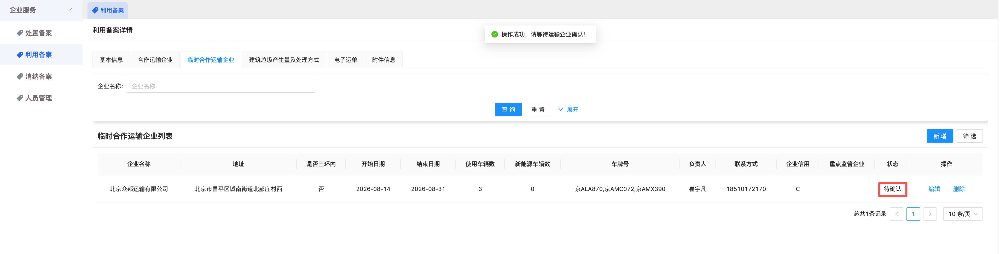 企业服务
处置备案
利用备案
消纳备案
人员管理
利用备案
利用备案详情
操作成功，请等待运输企业确认！
基本信息 合作运输企业 临时合作运输企业 建筑垃圾产生量及处理方式 电子运单 附件信息
企业名称： 企业名称
查 询 重 置 展开
临时合作运输企业列表 新 增 筛 选
企业名称 地址 是否三环内 开始日期 结束日期 使用车辆数 新能源车辆数 车牌号 负责人 联系方式 企业信用 重点监管企业 状态 操作
北京众邦运输有限公司 北京市昌平区城南街道北郝庄村西 否 2026-08-14 2026-08-31 3 0 京ALA870,京AMC072,京AMX390 崔宇凡 18510172170 C 待确认 编辑 删除
总共1条记录 < 1 > 10 条/页